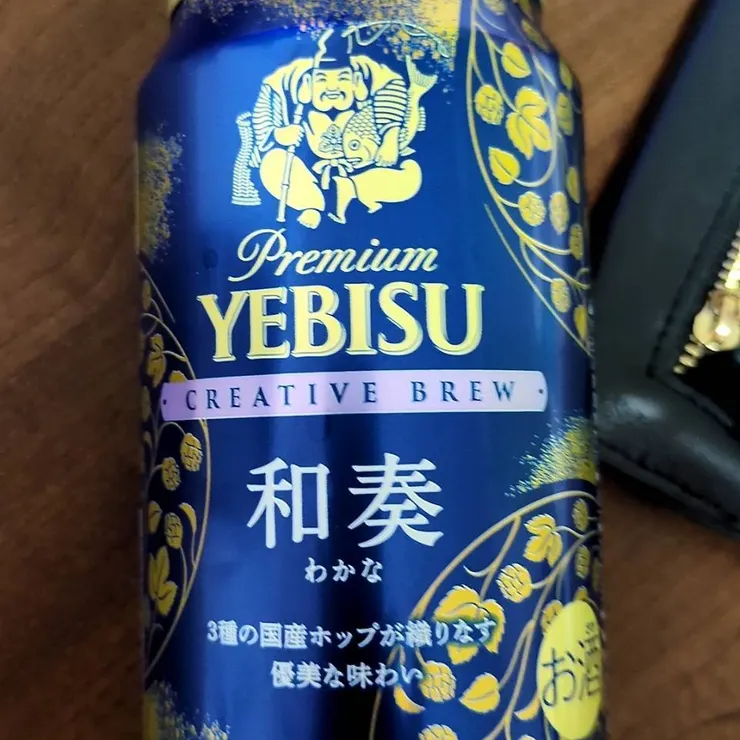 Premium
YEBISU
・CREATIVE BREW・
和奏
わかな
3種の国産ホップが織りなす
優美な味わい
お酒